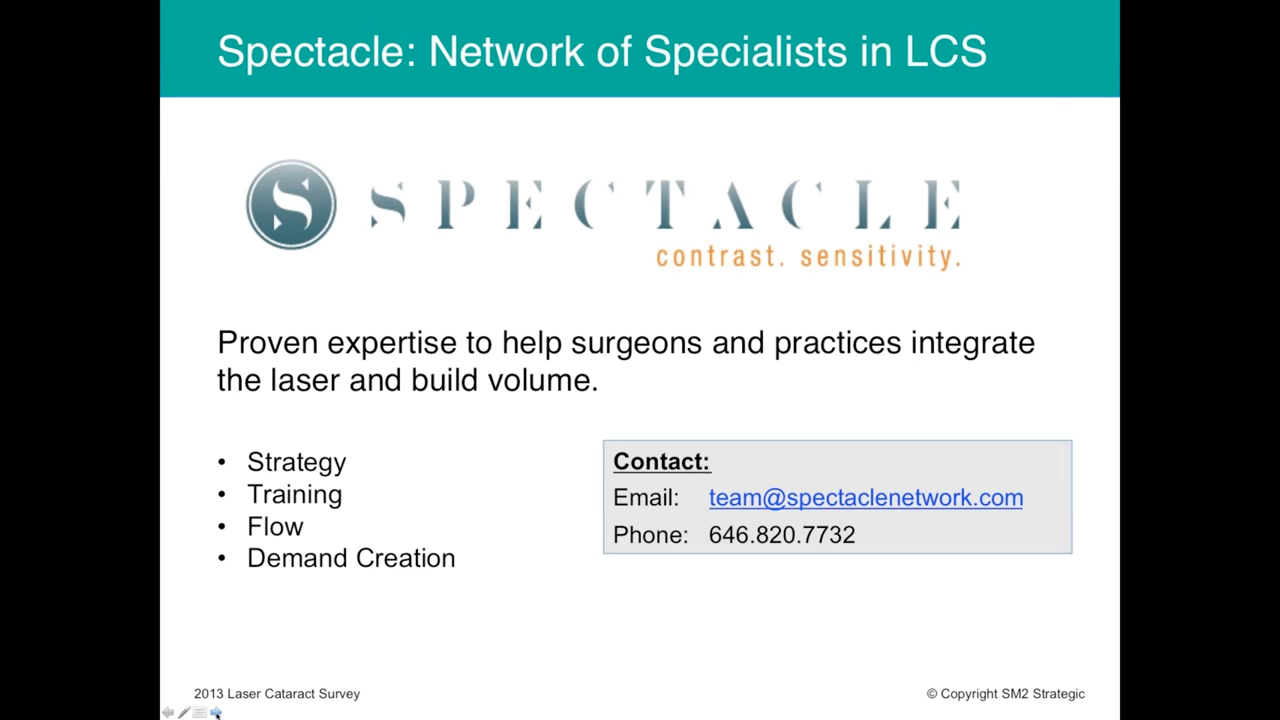 Spectacle: Network of Specialists in LCS
S SPECTACLE
contrast. sensitivity.
Proven expertise to help surgeons and practices integrate
the laser and build volume.
• Strategy
• Training
• Flow
• Demand Creation
Contact:
Email: team@spectaclenetwork.com
Phone: 646.820.7732
2013 Laser Cataract Survey
© Copyright SM2 Strategic